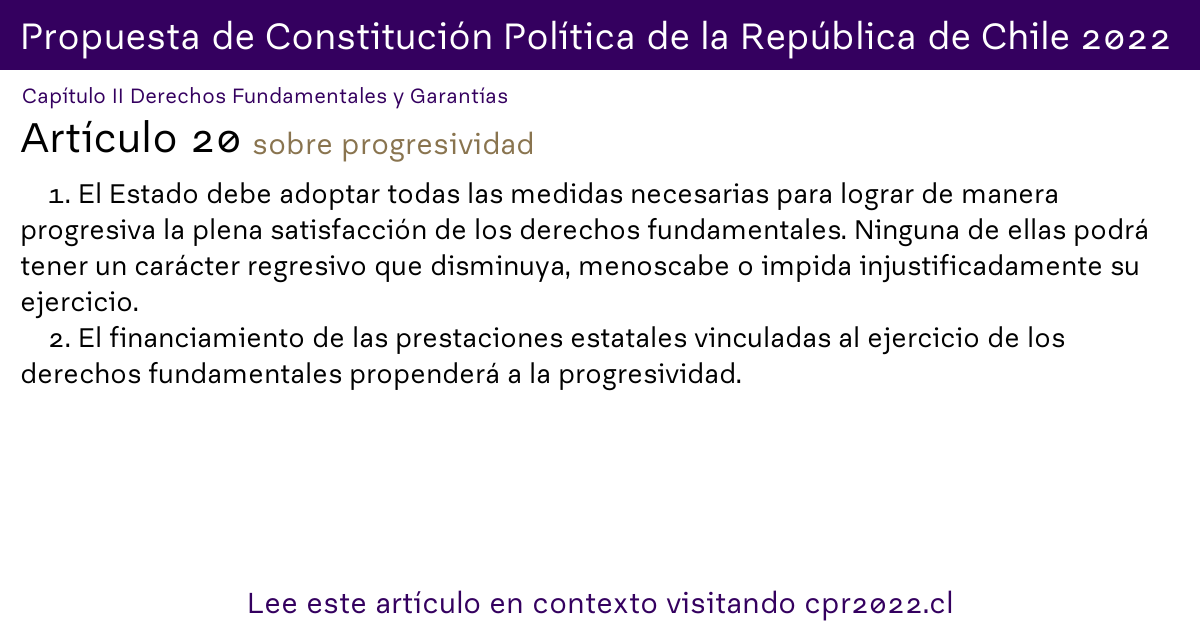 Propuesta de Constitución Política de la República de Chile 2022
Capítulo II Derechos Fundamentales y Garantías
Artículo 20 sobre progresividad
1. El Estado debe adoptar todas las medidas necesarias para lograr de manera
progresiva la plena satisfacción de los derechos fundamentales. Ninguna de ellas podrá
tener un carácter regresivo que disminuya, menoscabe o impida injustificadamente su
ejercicio.
2. El financiamiento de las prestaciones estatales vinculadas al ejercicio de los
derechos fundamentales propenderá a la progresividad.
Lee este artículo en contexto visitando cpr2022.cl